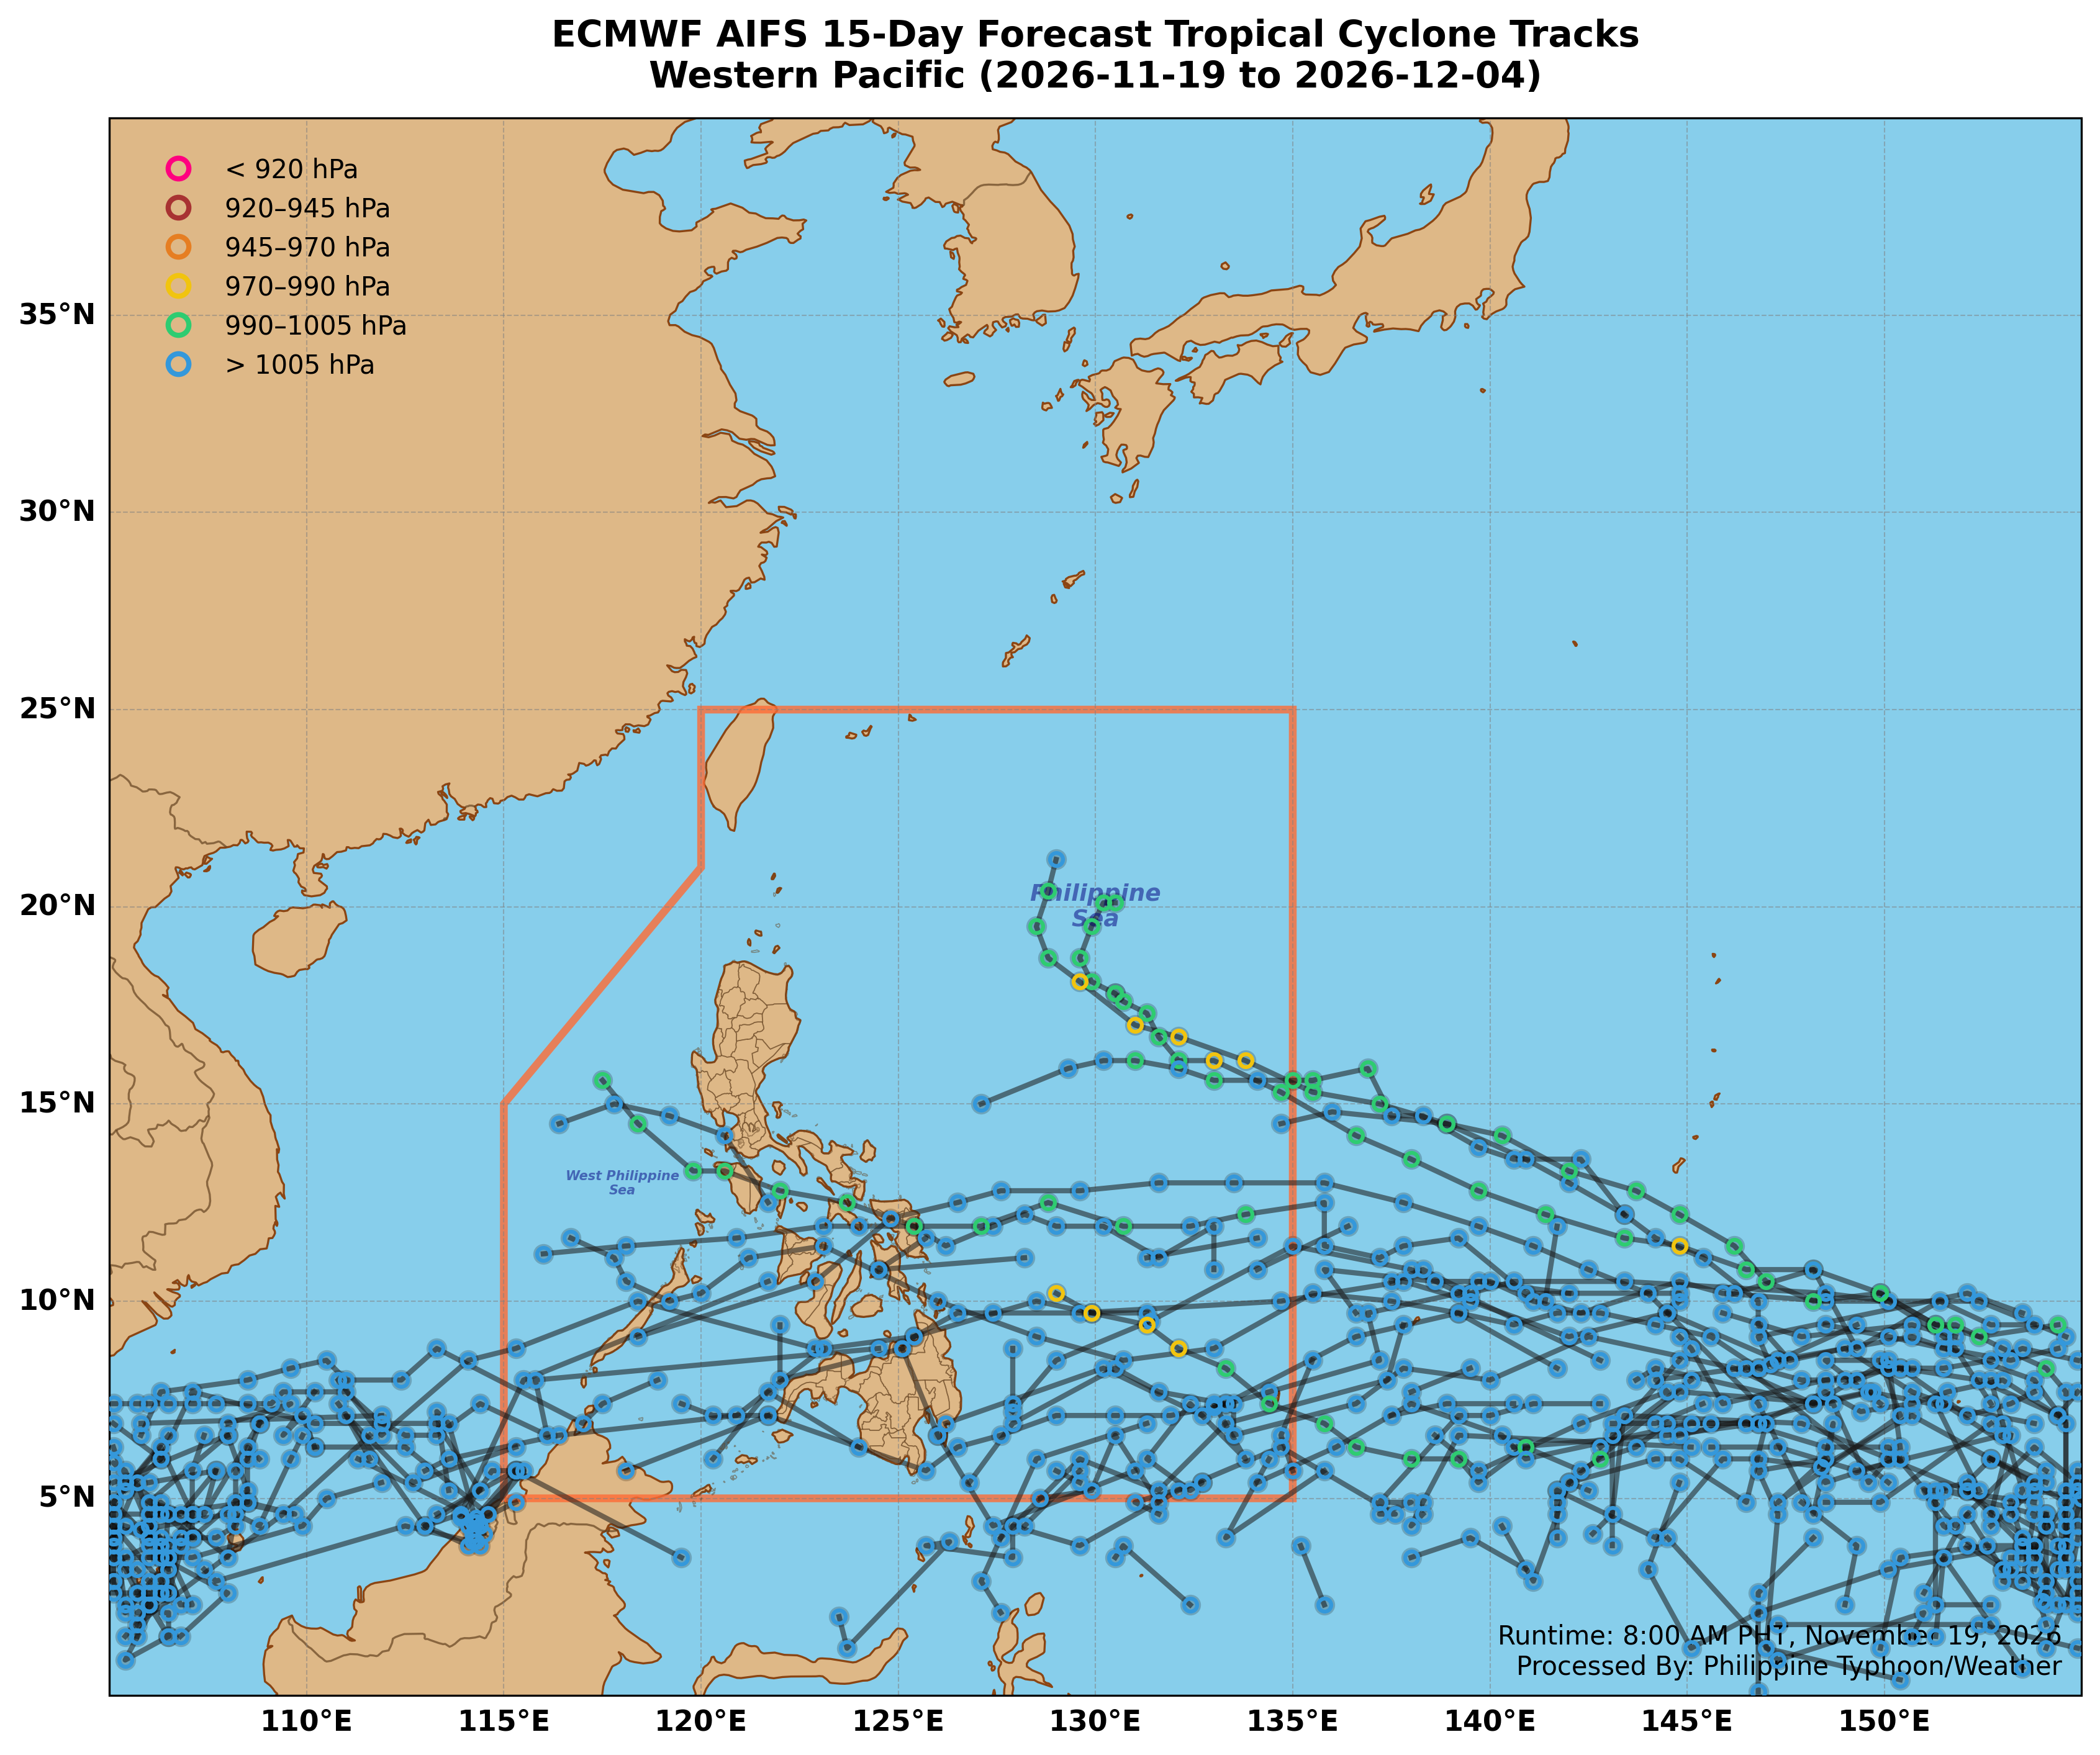 ECMWF AIFS 15-Day Forecast Tropical Cyclone Tracks
Western Pacific (2026-11-19 to 2026-12-04)
< 920 hPa
920–945 hPa
945–970 hPa
970–990 hPa
990–1005 hPa
> 1005 hPa
35°N
30°N
25°N
20°N
15°N
10°N
5°N
Philippine
Sea
West Philippine
Sea
Runtime: 8:00 AM PHT, November 19, 2026
Processed By: Philippine Typhoon/Weather
110°E
115°E
120°E
125°E
130°E
135°E
140°E
145°E
150°E